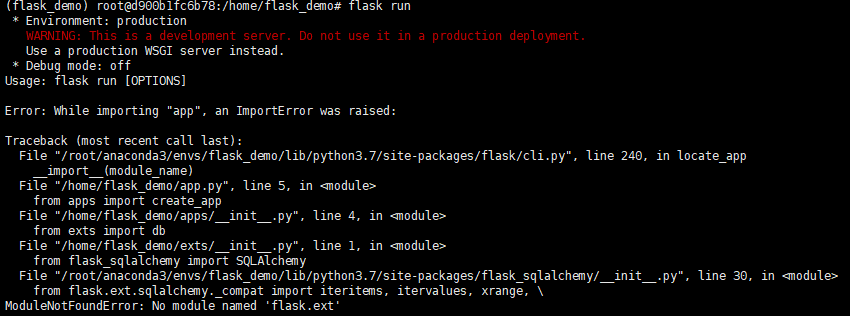 (flask_demo) root@d900b1fc6b78:/home/flask_demo# flask run
 * Environment: production
   WARNING: This is a development server. Do not use it in a production deployment.
   Use a production WSGI server instead.
 * Debug mode: off
Usage: flask run [OPTIONS]
Error: While importing "app", an ImportError was raised:
Traceback (most recent call last):
  File "/root/anaconda3/envs/flask_demo/lib/python3.7/site-packages/flask/cli.py", line 240, in locate_app
    __import__(module_name)
  File "/home/flask_demo/app.py", line 5, in <module>
    from apps import create_app
  File "/home/flask_demo/apps/__init__.py", line 4, in <module>
    from exts import db
  File "/home/flask_demo/exts/__init__.py", line 1, in <module>
    from flask_sqlalchemy import SQLAlchemy
  File "/root/anaconda3/envs/flask_demo/lib/python3.7/site-packages/flask_sqlalchemy/__init__.py", line 30, in <module>
    from flask.ext.sqlalchemy._compat import iteritems, itervalues, xrange, \
ModuleNotFoundError: No module named 'flask.ext'